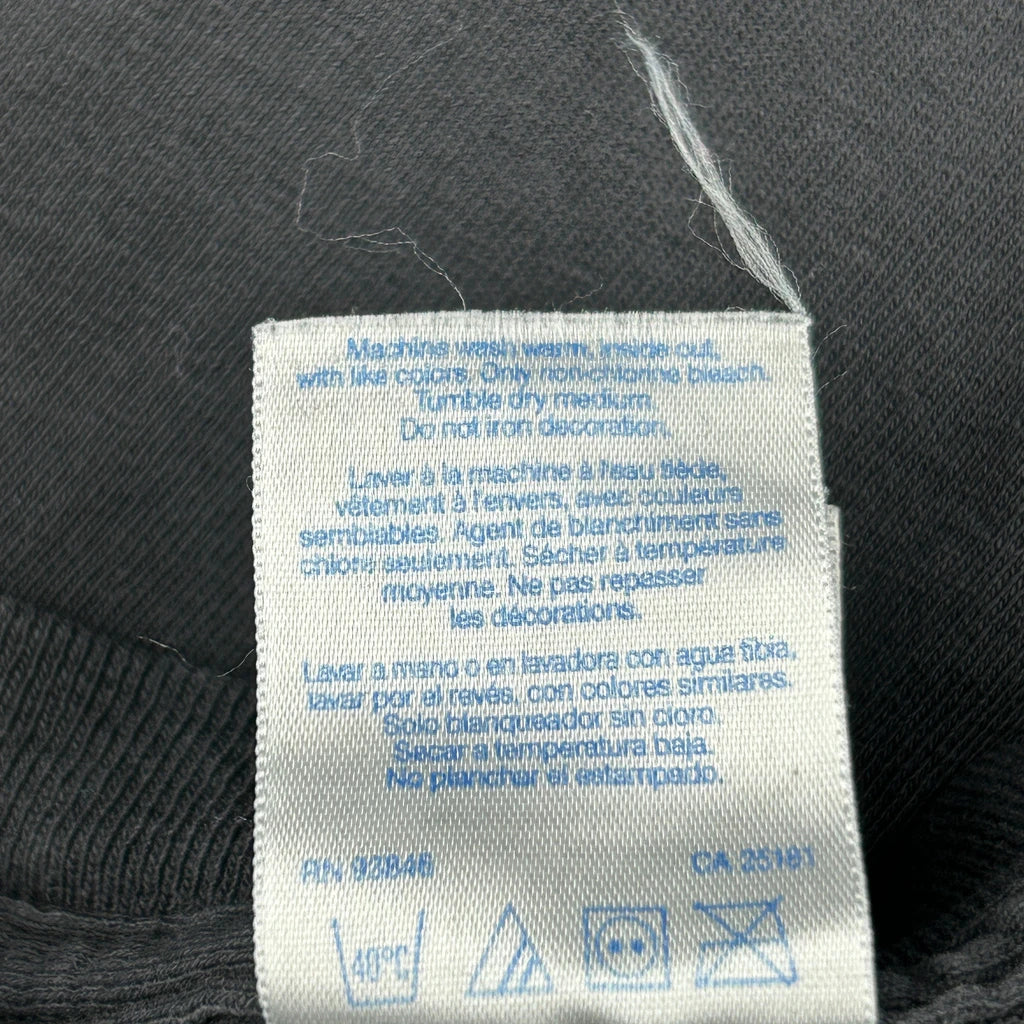 Machine wash warm, inside out,
with like colors. Only non-chlorine bleach.
Tumble dry medium.
Do not iron decoration.
Laver à la machine à l'eau tiède,
vêtement à l'envers, avec couleurs
semblables. Agent de blanchiment sans
chlore seulement. Sécher à température
moyenne. Ne pas repasser
les décorations.
Lavar a mano o en lavadora con agua tibia,
lavar por el revés, con colores similares.
Solo blanqueador sin cloro.
Secar a temperatura baja.
No planchar el estampado.
RN 93846
CA 35191
40°C